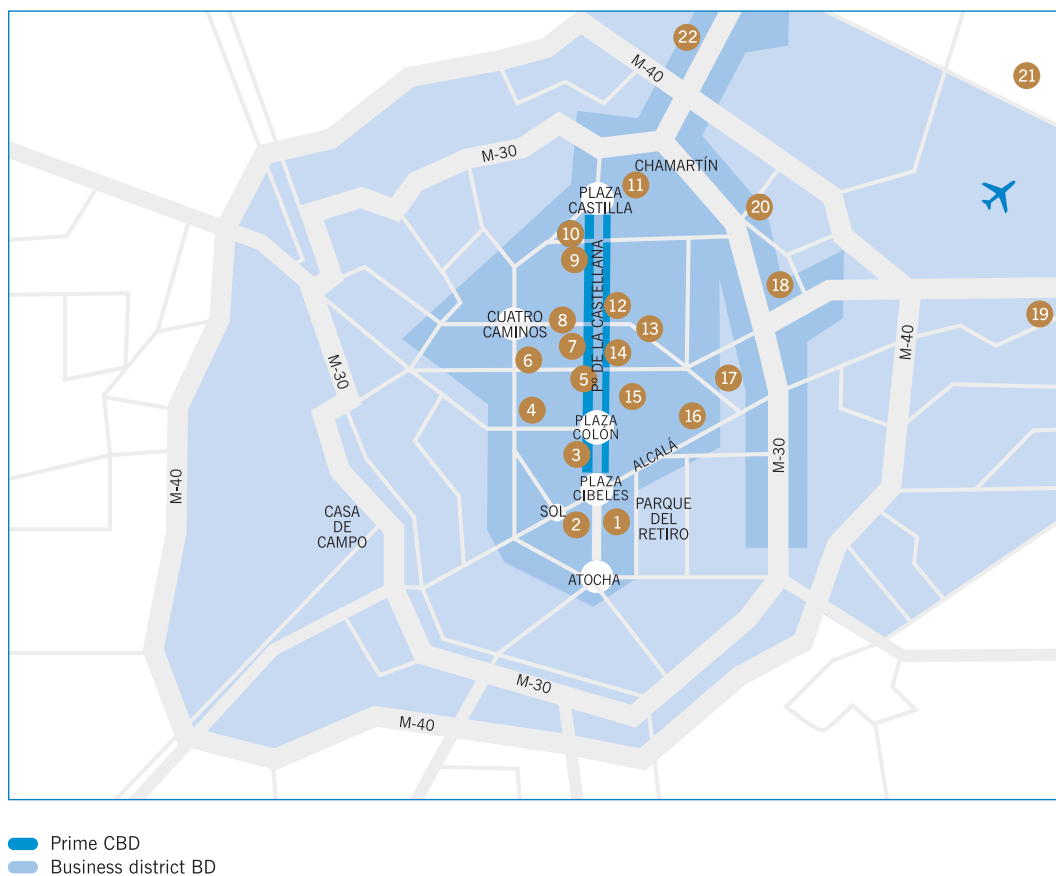 22
M-40
21
M-30
CHAMARTÍN
11
PLAZA
CASTILLA
20
10
9
Pº DE LA CASTELLANA
18
12
19
CUATRO
CAMINOS
8
13
7
14
6
M-40
M-30
5
17
15
4
16
PLAZA
COLÓN
3
ALCALÁ
M-30
M-40
PLAZA
CIBELES
SOL
2
1
PARQUE
DEL
RETIRO
CASA
DE
CAMPO
ATOCHA
M-30
M-40
Prime CBD
Business district BD